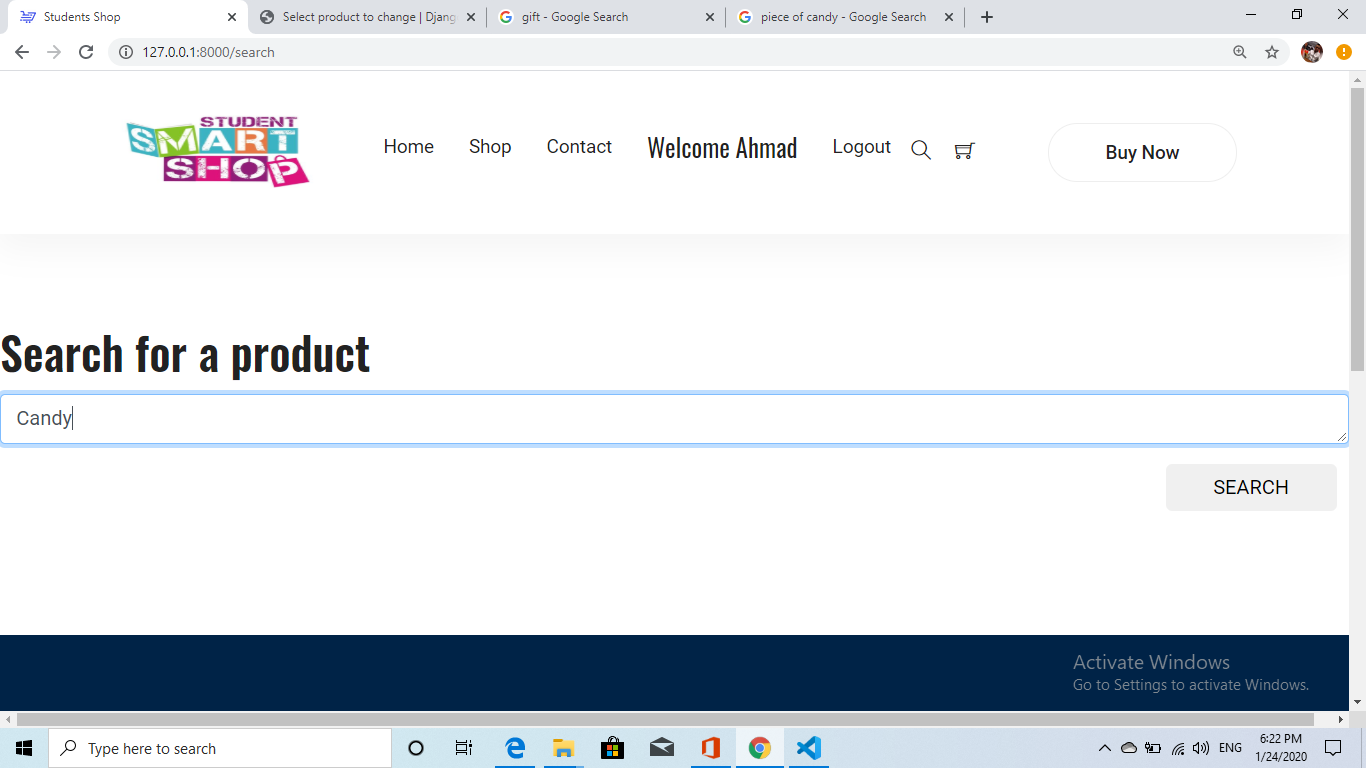 Students Shop
Select product to change | Djang
gift - Google Search
piece of candy - Google Search
127.0.0.1:8000/search
STUDENT
SMART
SHOP
Home
Shop
Contact
Welcome Ahmad
Logout
Buy Now
Search for a product
Candy
SEARCH
Activate Windows
Go to Settings to activate Windows.
Type here to search
ENG
6:22 PM
1/24/2020